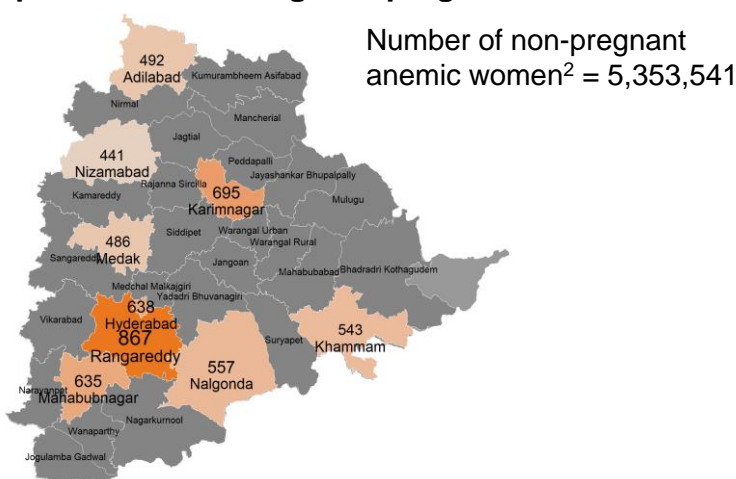 Number of non-pregnant
anemic women² = 5,353,541
492
Adilabad
Kumurambheem Asifabad
Nirmal
Mancherial
Jagtial
441
Nizamabad
Peddapalli
Jayashankar Bhupalpally
Rajanna Sircilla
695
Karimnagar
Kamareddy
Mulugu
486
Medak
Siddipet
Warangal Urban
Warangal Rural
Sangareddy
Jangoan
Mahabubabad
Bhadradri Kothagudem
Medchal Malkajgiri
Yadadri Bhuvanagiri
638
Hyderabad
Vikarabad
867
Rangareddy
Suryapet
543
Khammam
557
Nalgonda
635
Mahabubnagar
Narayanpet
Nagarkurnool
Wanaparthy
Jogulamba Gadwal